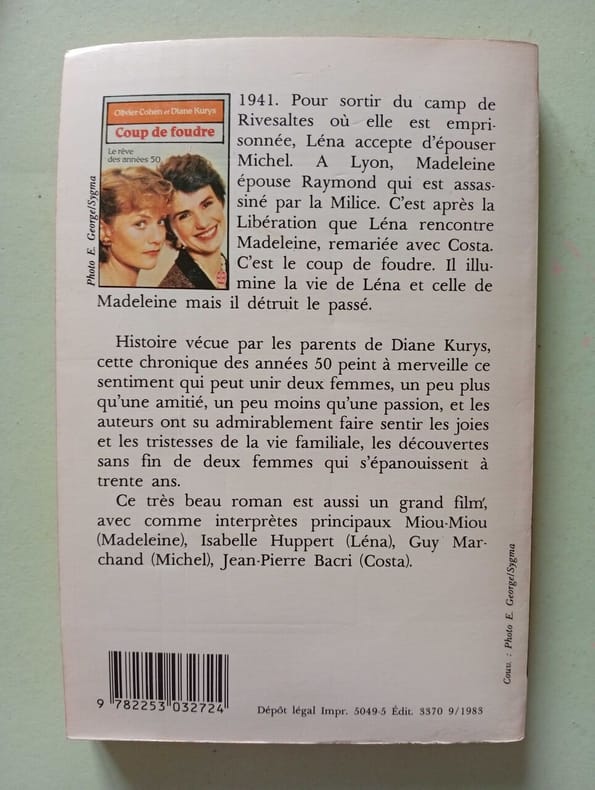 Olivier Cohen et Diane Kurys
Coup de foudre
Le rêve
des années 50
Photo E. George/Sygma
1941. Pour sortir du camp de
Rivesaltes où elle est empri-
sonnée, Léna accepte d'épouser
Michel. A Lyon, Madeleine
épouse Raymond qui est assas-
siné par la Milice. C'est après la
Libération que Léna rencontre
Madeleine, remariée avec Costa.
C'est le coup de foudre. Il illu-
mine la vie de Léna et celle de
Madeleine mais il détruit le passé.
Histoire vécue par les parents de Diane Kurys,
cette chronique des années 50 peint à merveille ce
sentiment qui peut unir deux femmes, un peu plus
qu'une amitié, un peu moins qu'une passion, et les
auteurs ont su admirablement faire sentir les joies
et les tristesses de la vie familiale, les découvertes
sans fin de deux femmes qui s'épanouissent à
trente ans.
Ce très beau roman est aussi un grand film,
avec comme interprètes principaux Miou-Miou
(Madeleine), Isabelle Huppert (Léna), Guy Mar-
chand (Michel), Jean-Pierre Bacri (Costa).
Couv. : Photo E. George/Sygma
9 782253 032724
Dépôt légal Impr. 5049-5 Édit. 3370 9/1983